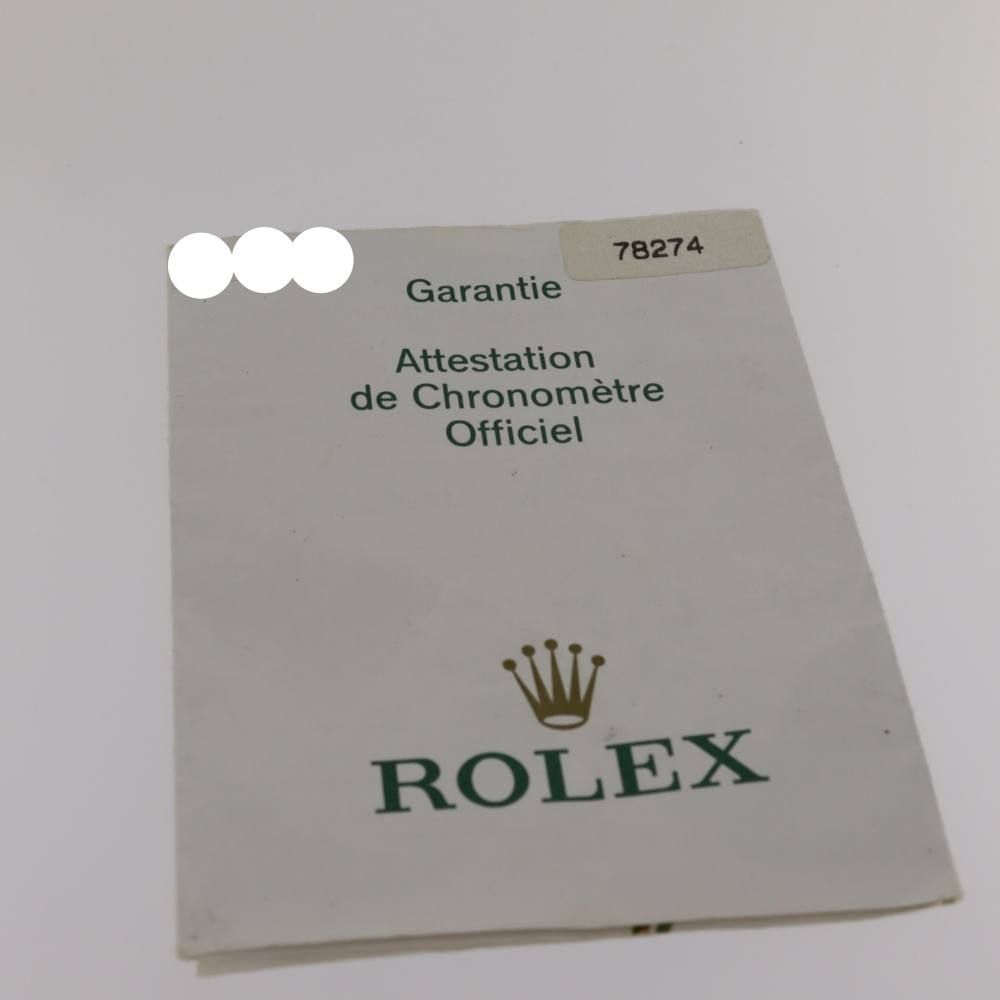 78274
Garantie
Attestation
de Chronomètre
Officiel
ROLEX